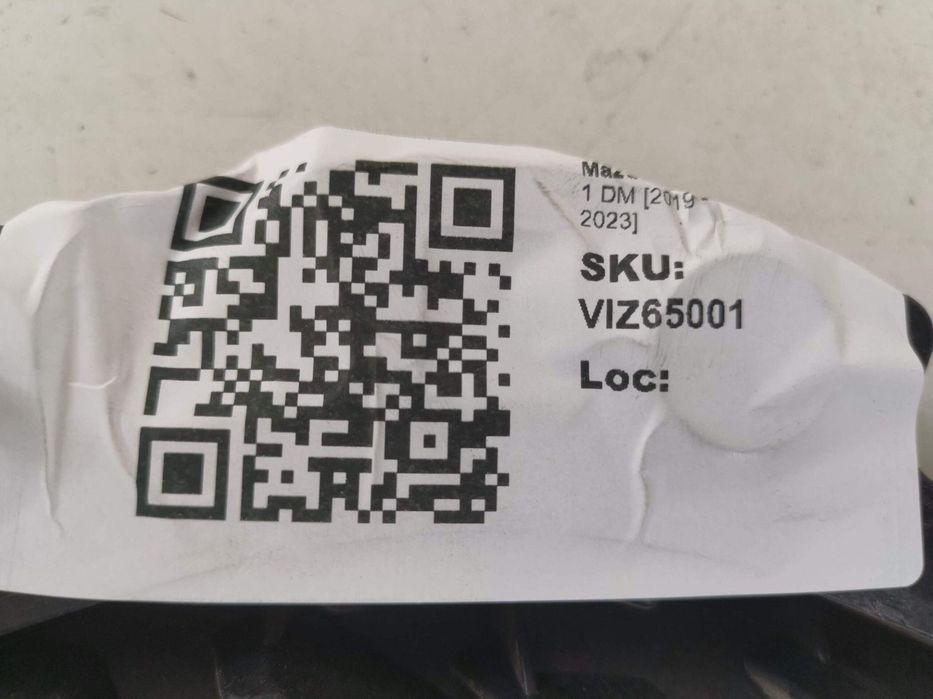 1 DM [2019 -
2023]
SKU:
VIZ65001
Loc: